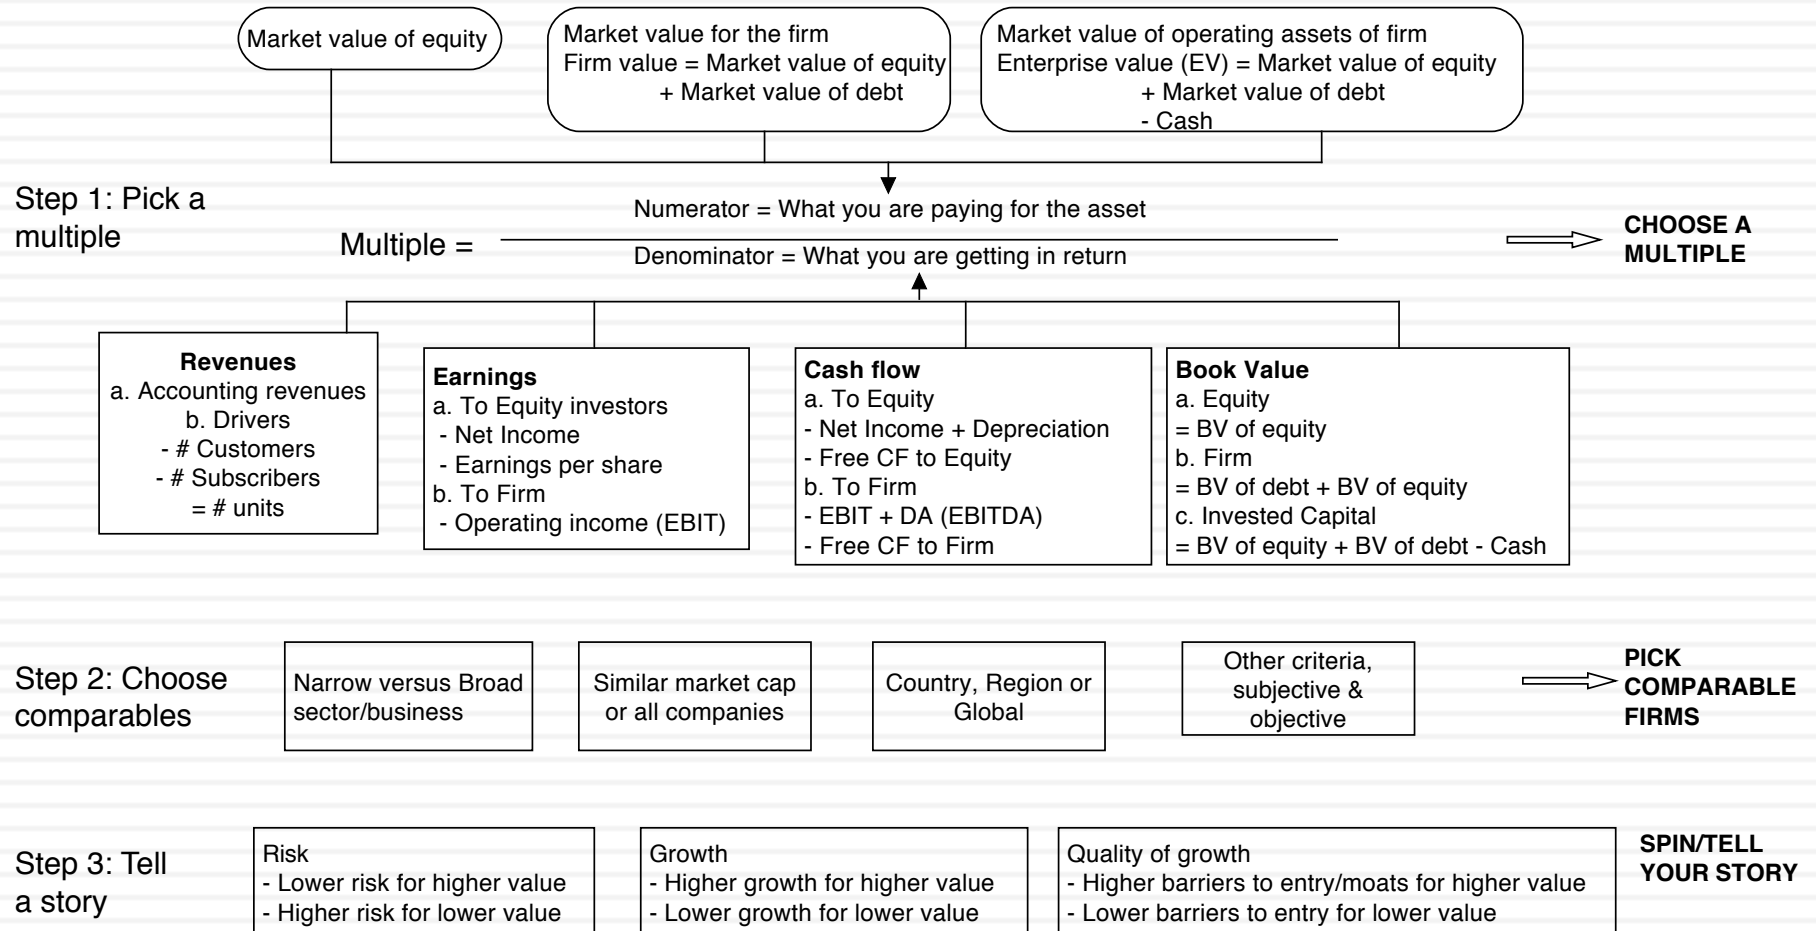 Market value of equity
Market value for the firm
Firm value = Market value of equity
+ Market value of debt
Market value of operating assets of firm
Enterprise value (EV) = Market value of equity
+ Market value of debt
- Cash
Step 1: Pick a
multiple
Multiple =
Numerator = What you are paying for the asset
Denominator = What you are getting in return
CHOOSE A
MULTIPLE
Revenues
a. Accounting revenues
b. Drivers
- # Customers
- # Subscribers
= # units
Earnings
a. To Equity investors
- Net Income
- Earnings per share
b. To Firm
- Operating income (EBIT)
Cash flow
a. To Equity
- Net Income + Depreciation
- Free CF to Equity
b. To Firm
- EBIT + DA (EBITDA)
- Free CF to Firm
Book Value
a. Equity
= BV of equity
b. Firm
= BV of debt + BV of equity
c. Invested Capital
= BV of equity + BV of debt - Cash
Step 2: Choose
comparables
Narrow versus Broad
sector/business
Similar market cap
or all companies
Country, Region or
Global
Other criteria,
subjective &
objective
PICK
COMPARABLE
FIRMS
Step 3: Tell
a story
Risk
- Lower risk for higher value
- Higher risk for lower value
Growth
- Higher growth for higher value
- Lower growth for lower value
Quality of growth
- Higher barriers to entry/moats for higher value
- Lower barriers to entry for lower value
SPIN/TELL
YOUR STORY